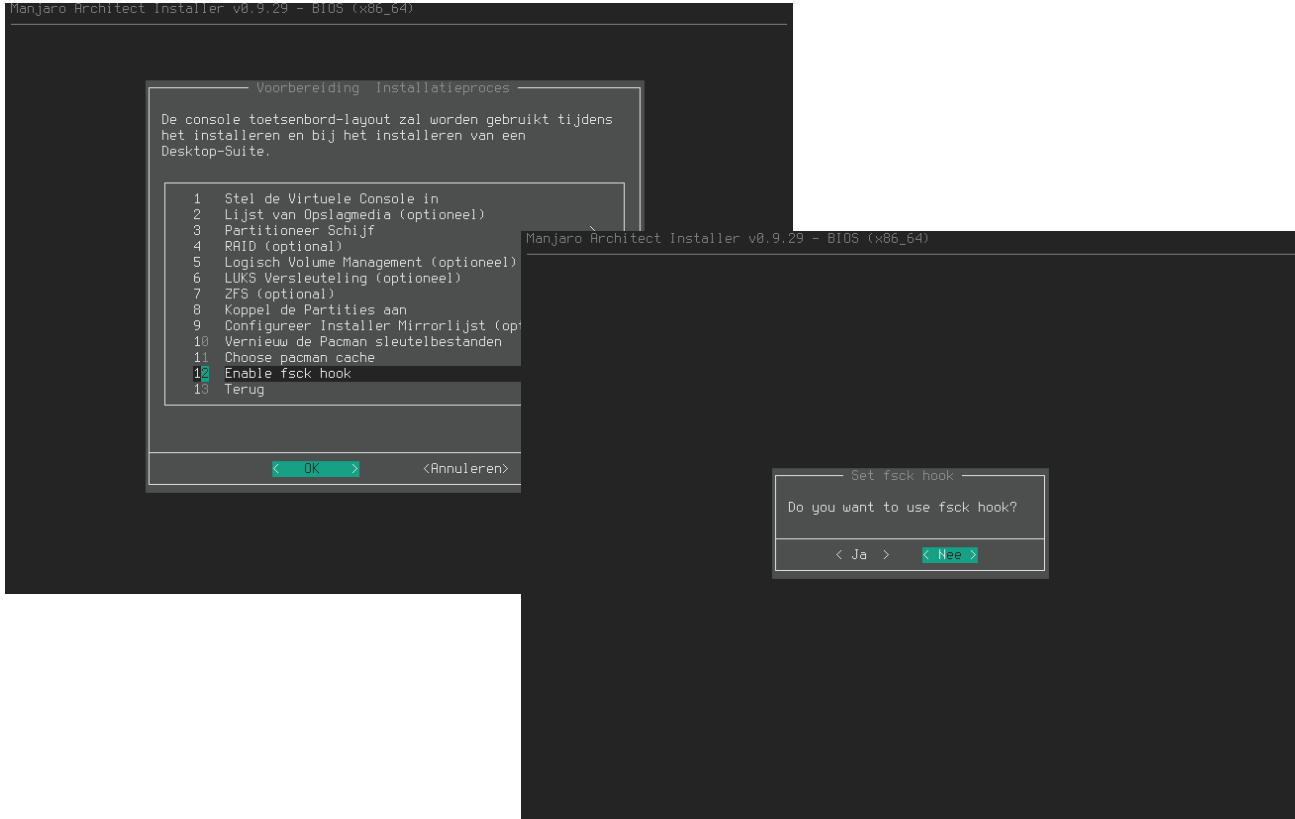 Manjaro Architect Installer v0.9.29 - BIOS (x86_64)
Voorbereiding Installatieproces
De console toetsenbord-layout zal worden gebruikt tijdens
het installeren en bij het installeren van een
Desktop-Suite.
1 Stel de Virtuele Console in
2 Lijst van Opslagmedia (optioneel)
3 Partitioneer Schijf >
4 RAID (optional)
5 Logisch Volume Management (optioneel)
6 LUKS Versleuteling (optioneel)
7 ZFS (optional)
8 Koppel de Partities aan
9 Configureer Installer Mirrorlijst (op
10 Vernieuw de Pacman sleutelbestanden
11 Choose pacman cache
12 Enable fsck hook
13 Terug
< OK > <Annuleren>
Manjaro Architect Installer v0.9.29 - BIOS (x86_64)
Set fsck hook
Do you want to use fsck hook?
< Ja > < Nee >